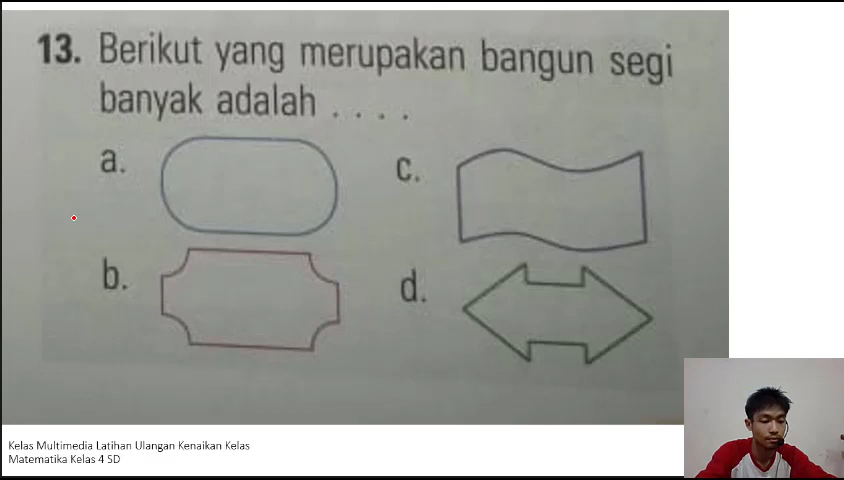 13. Berikut yang merupakan bangun segi
banyak adalah . . . .
a.
c.
b.
d.
Kelas Multimedia Latihan Ulangan Kenaikan Kelas
Matematika Kelas 4 SD